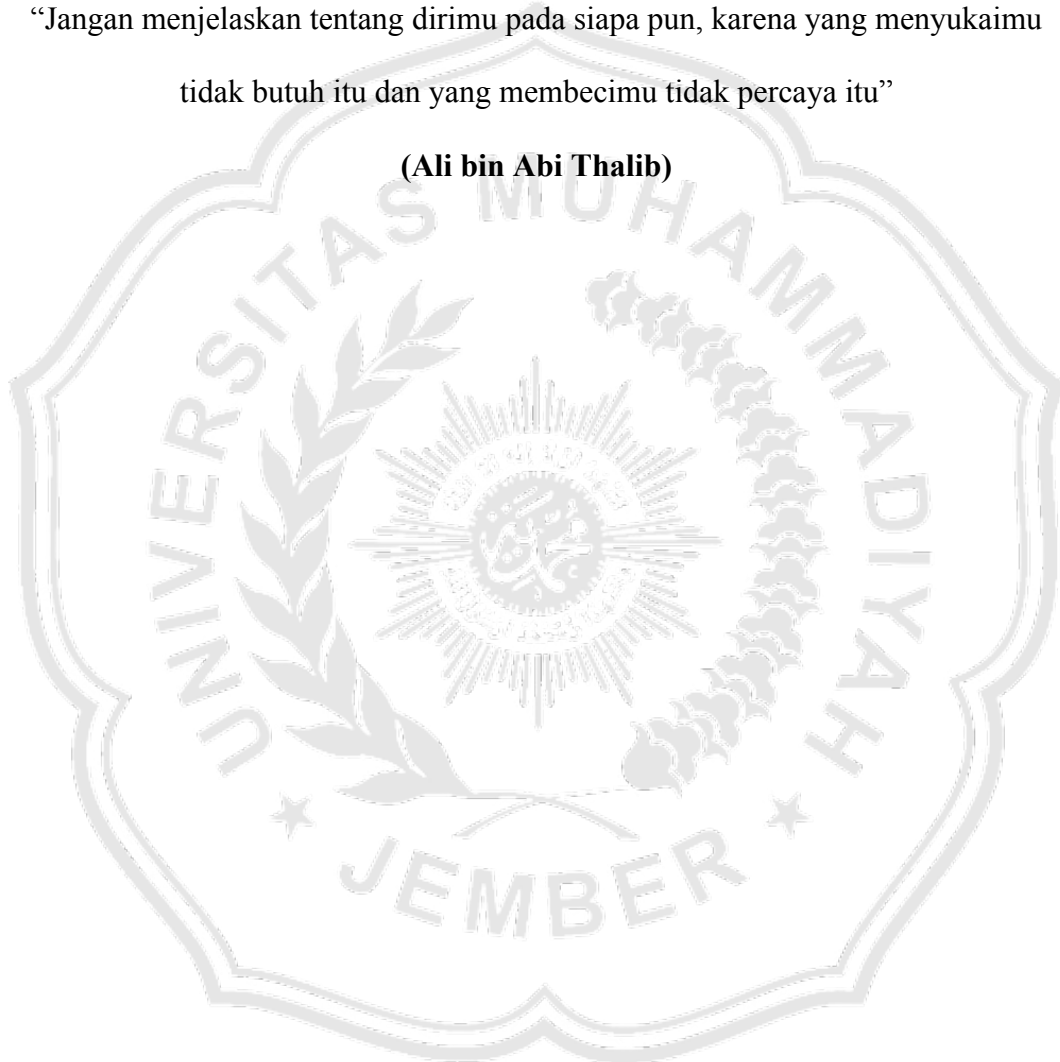 “Jangan menjelaskan tentang dirimu pada siapa pun, karena yang menyukaimu
tidak butuh itu dan yang membecimu tidak percaya itu”
(Ali bin Abi Thalib)
UNIVERSITAS MUHAMMADIYAH
JEMBER